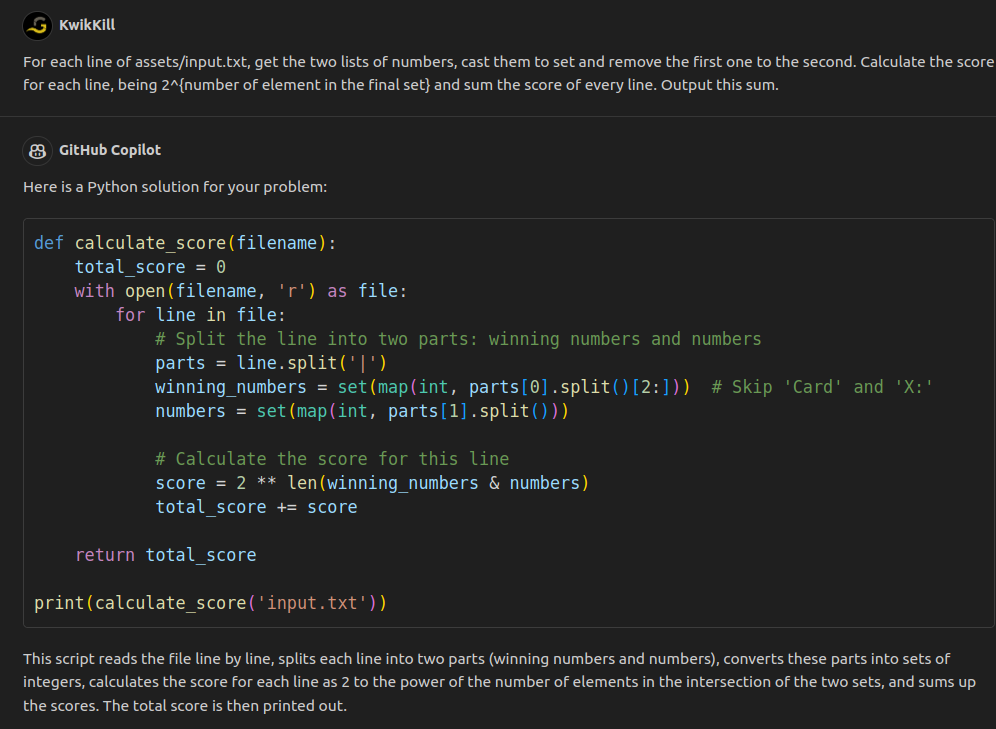 KwikKill
For each line of assets/input.txt, get the two lists of numbers, cast them to set and remove the first one to the second. Calculate the score
for each line, being 2^{number of element in the final set} and sum the score of every line. Output this sum.
GitHub Copilot
Here is a Python solution for your problem:
def calculate_score(filename):
    total_score = 0
    with open(filename, 'r') as file:
        for line in file:
            # Split the line into two parts: winning numbers and numbers
            parts = line.split('|')
            winning_numbers = set(map(int, parts[0].split()[2:]))  # Skip 'Card' and 'X:'
            numbers = set(map(int, parts[1].split()))
            # Calculate the score for this line
            score = 2 ** len(winning_numbers & numbers)
            total_score += score
    return total_score
print(calculate_score('input.txt'))
This script reads the file line by line, splits each line into two parts (winning numbers and numbers), converts these parts into sets of
integers, calculates the score for each line as 2 to the power of the number of elements in the intersection of the two sets, and sums up
the scores. The total score is then printed out.